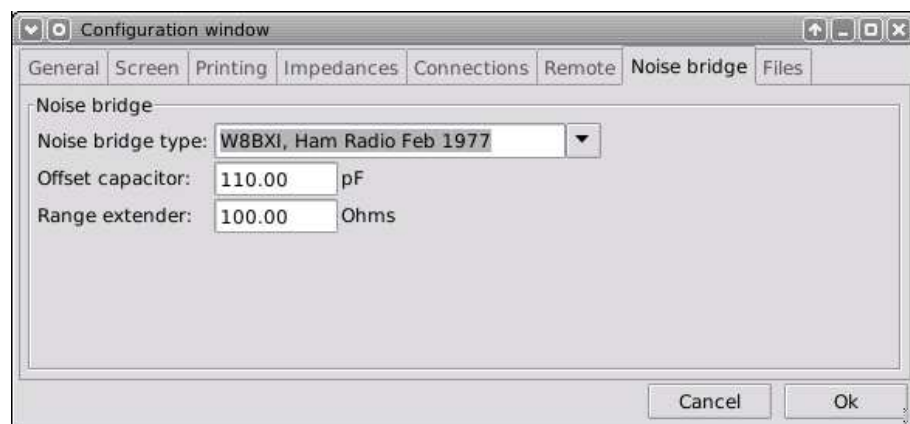 Configuration window
General Screen Printing Impedances Connections Remote Noise bridge Files
Noise bridge
Noise bridge type: W8BXI, Ham Radio Feb 1977
Offset capacitor: 110.00 pF
Range extender: 100.00 Ohms
Cancel Ok